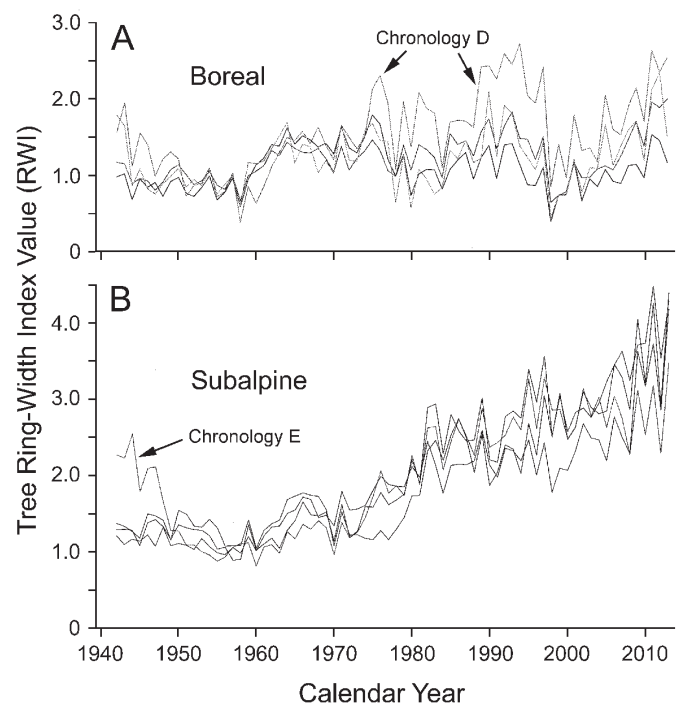 A
Boreal
Chronology D
3.0
2.0
1.0
0
Tree Ring-Width Index Value (RWI)
B
Subalpine
Chronology E
4.0
3.0
2.0
1.0
0
1940 1950 1960 1970 1980 1990 2000 2010
Calendar Year